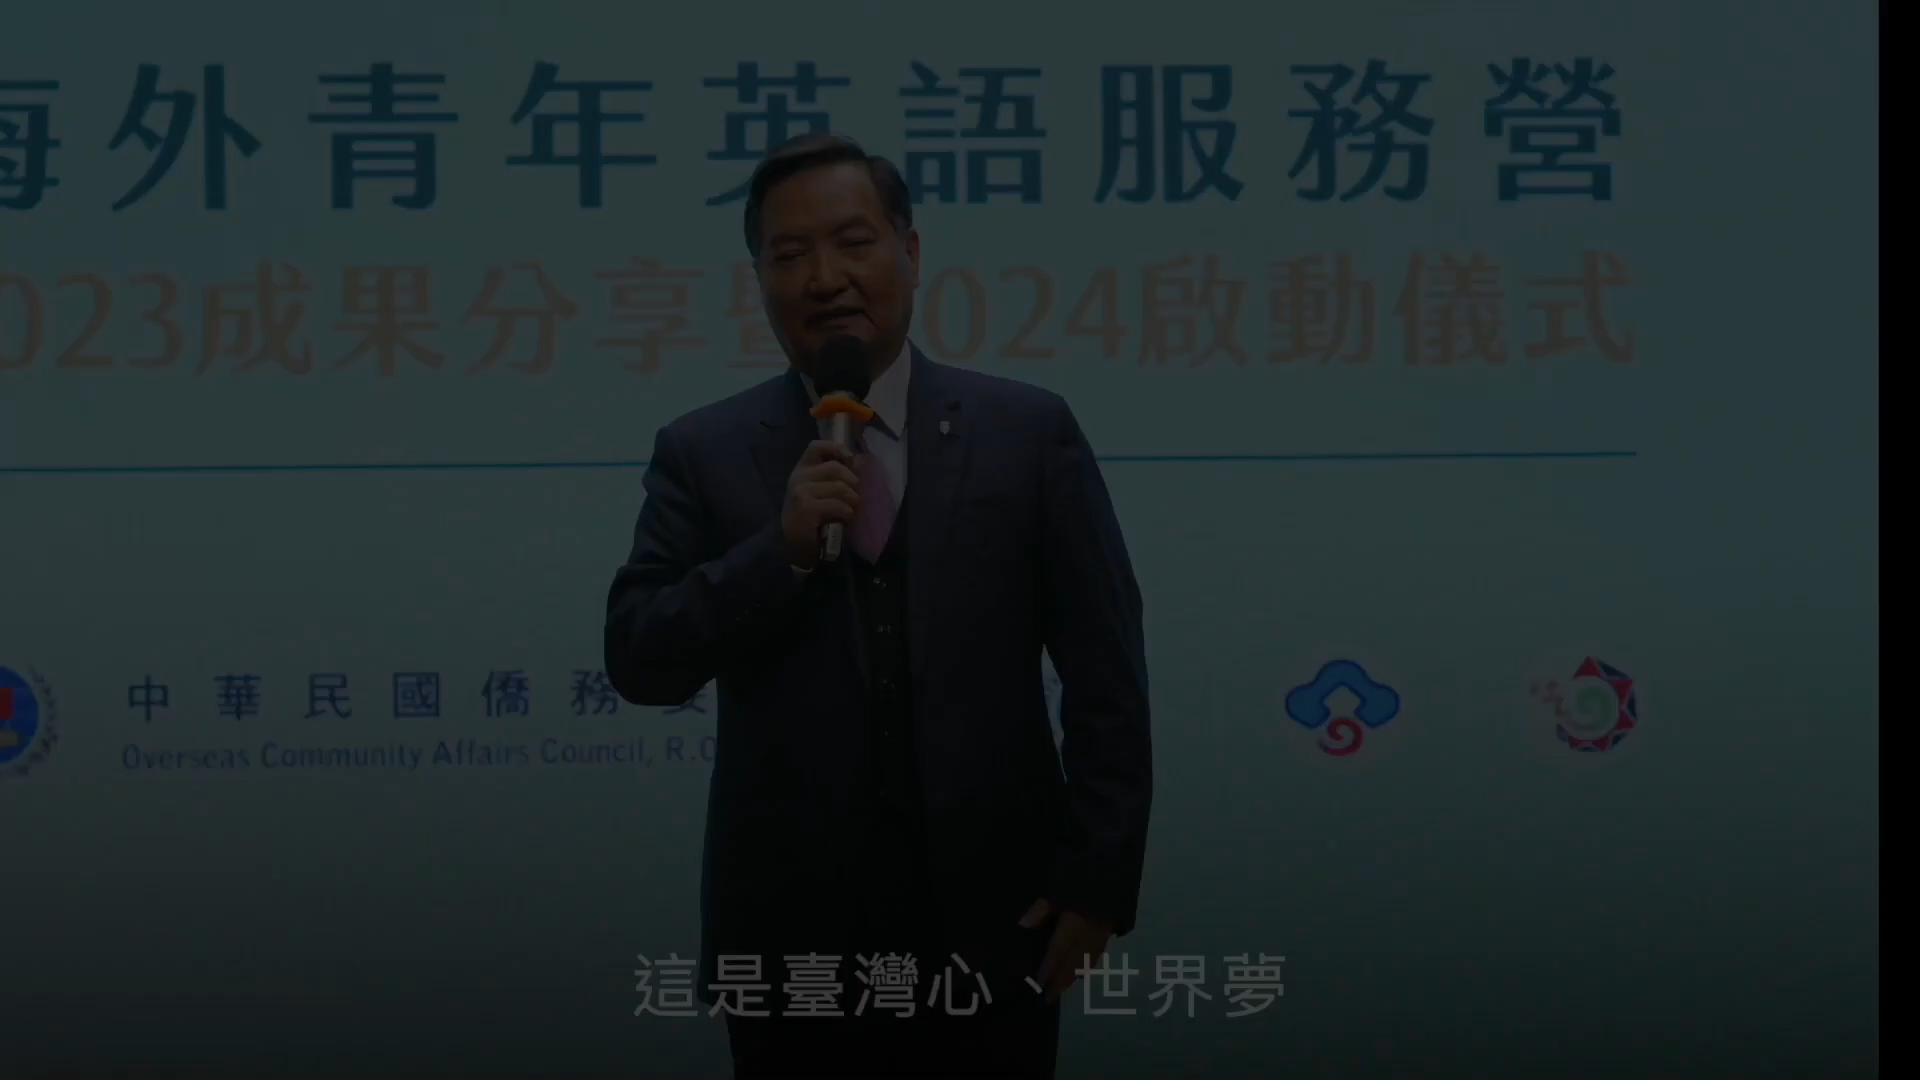 海外青年英語服務營
2023成果分享暨2024啟動儀式
中華民國僑務委
Overseas Community Affairs Council, R.O
這是臺灣心、世界夢